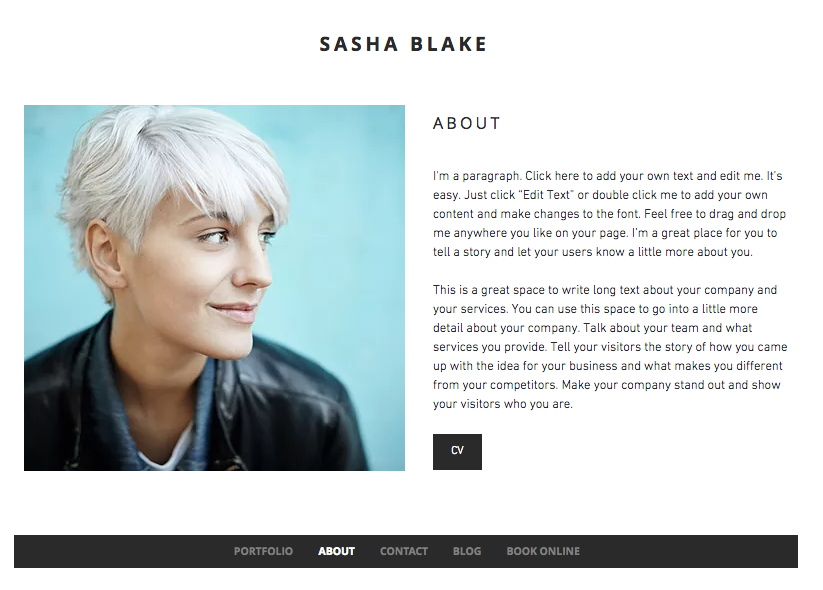 SASHA BLAKE
ABOUT
I'm a paragraph. Click here to add your own text and edit me. It's
easy. Just click "Edit Text" or double click me to add your own
content and make changes to the font. Feel free to drag and drop
me anywhere you like on your page. I'm a great place for you to
tell a story and let your users know a little more about you.
This is a great space to write long text about your company and
your services. You can use this space to go into a little more
detail about your company. Talk about your team and what
services you provide. Tell your visitors the story of how you came
up with the idea for your business and what makes you different
from your competitors. Make your company stand out and show
your visitors who you are.
CV
PORTFOLIO ABOUT CONTACT BLOG BOOK ONLINE